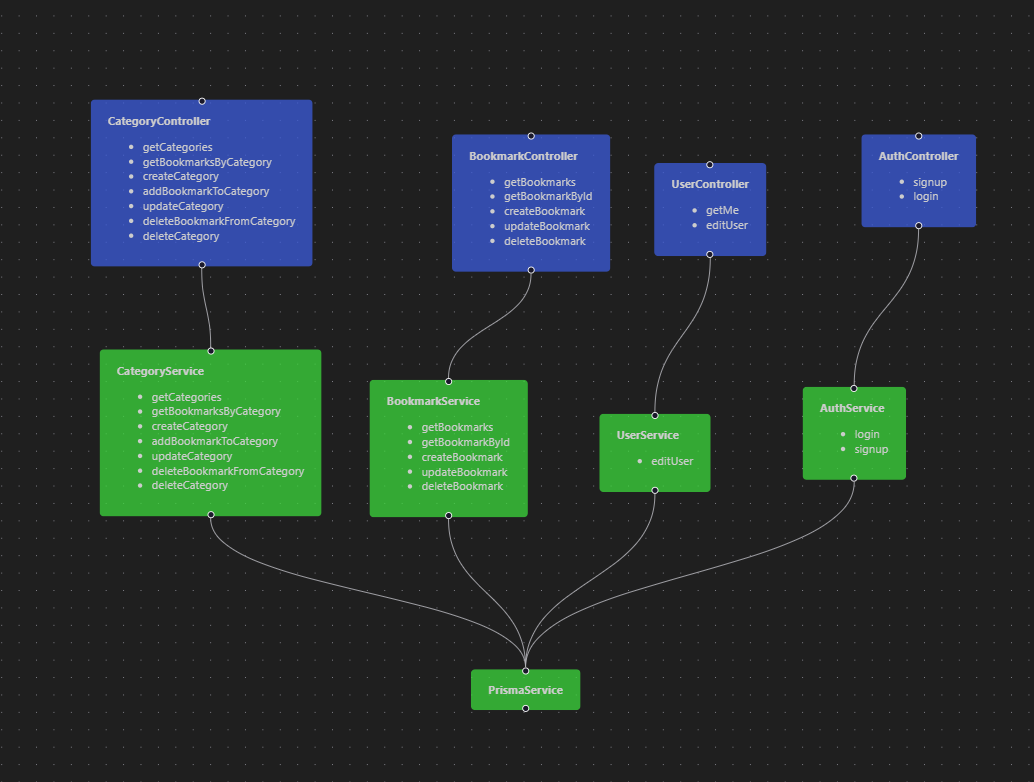 CategoryController
getCategories
getBookmarksByCategory
createCategory
addBookmarkToCategory
updateCategory
deleteBookmarkFromCategory
deleteCategory
BookmarkController
getBookmarks
getBookmarkById
createBookmark
updateBookmark
deleteBookmark
UserController
getMe
editUser
AuthController
signup
login
CategoryService
getCategories
getBookmarksByCategory
createCategory
addBookmarkToCategory
updateCategory
deleteBookmarkFromCategory
deleteCategory
BookmarkService
getBookmarks
getBookmarkById
createBookmark
updateBookmark
deleteBookmark
UserService
editUser
AuthService
login
signup
PrismaService